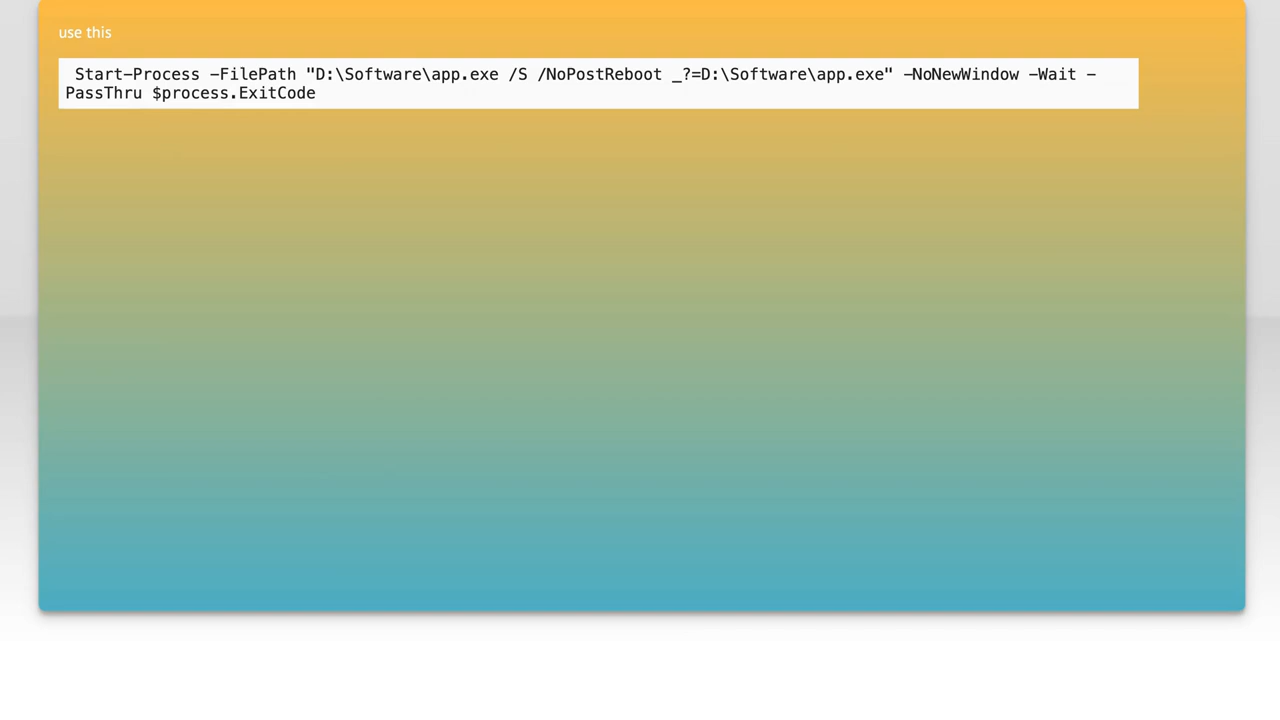 use this
Start-Process -FilePath "D:\Software\app.exe /S /NoPostReboot _?=D:\Software\app.exe" -NoNewWindow -Wait -
PassThru $process.ExitCode